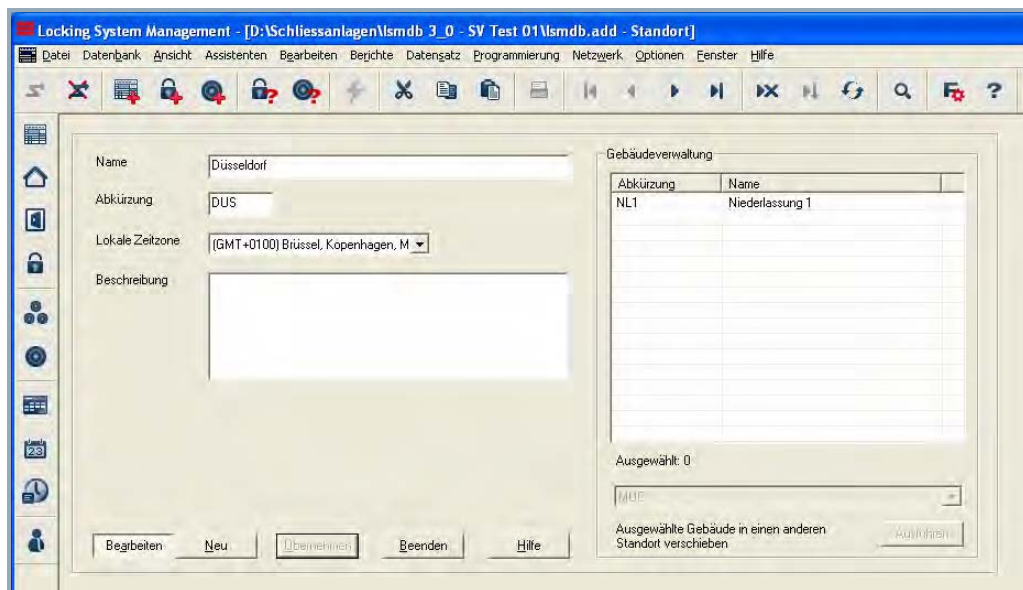 Locking System Management - [D:\Schliessanlagen\lsmdb 3_0 - SV Test 01\lsmdb.add - Standort]
Datei Datenbank Ansicht Assistenten Bearbeiten Berichte Datensatz Programmierung Netzwerk Optionen Fenster Hilfe
Name
Düsseldorf
Abkürzung
DUS
Lokale Zeitzone
(GMT+0100) Brüssel, Kopenhagen, M
Beschreibung
Bearbeiten Neu Übernehmen Beenden Hilfe
Gebäudeverwaltung
Abkürzung Name
NL1 Niederlassung 1
Ausgewählt: 0
MUC
Ausgewählte Gebäude in einen anderen
Standort verschieben
Ausführen
23